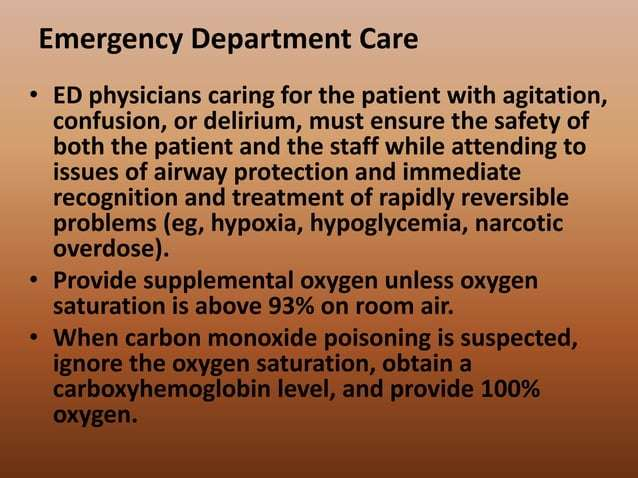 Emergency Department Care
• ED physicians caring for the patient with agitation,
confusion, or delirium, must ensure the safety of
both the patient and the staff while attending to
issues of airway protection and immediate
recognition and treatment of rapidly reversible
problems (eg, hypoxia, hypoglycemia, narcotic
overdose).
• Provide supplemental oxygen unless oxygen
saturation is above 93% on room air.
• When carbon monoxide poisoning is suspected,
ignore the oxygen saturation, obtain a
carboxyhemoglobin level, and provide 100%
oxygen.